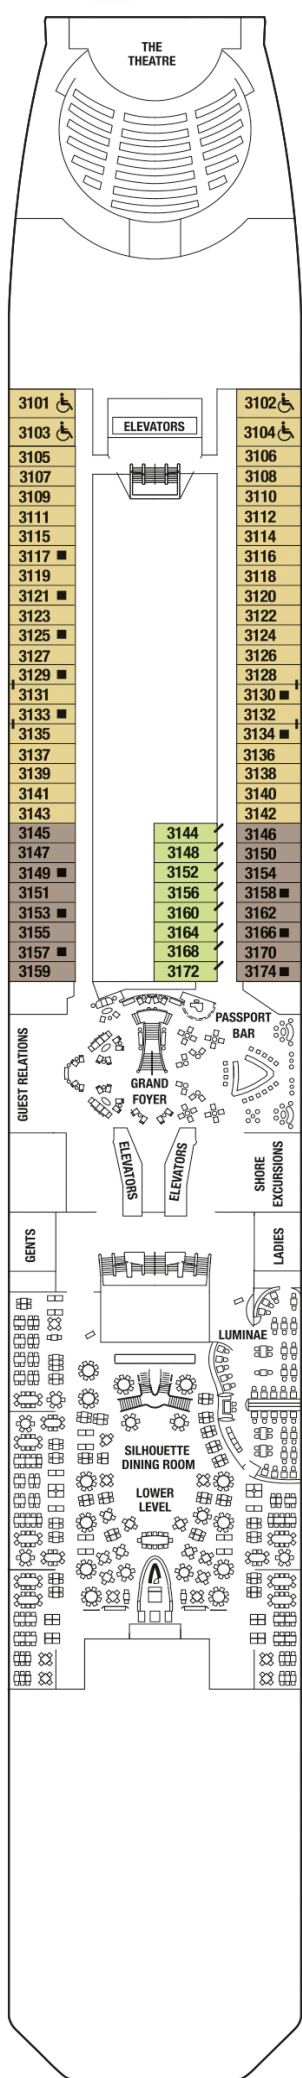 THE
THEATRE
ELEVATORS
3101 3102
3103 3104
3105 3106
3107 3108
3109 3110
3111 3112
3115 3114
3117 3116
3119 3118
3121 3120
3123 3122
3125 3124
3127 3126
3129 3128
3131 3130
3133 3132
3135 3134
3137 3136
3139 3138
3141 3140
3143 3142
3145 3144 3146
3147 3148 3150
3149 3152 3154
3151 3156 3158
3153 3160 3162
3155 3164 3166
3157 3168 3170
3159 3172 3174
GUEST RELATIONS
PASSPORT
BAR
GRAND
FOYER
ELEVATORS
ELEVATORS
SHORE
EXCURSIONS
GENTS
LADIES
LUMINAE
SILHOUETTE
DINING ROOM
LOWER
LEVEL